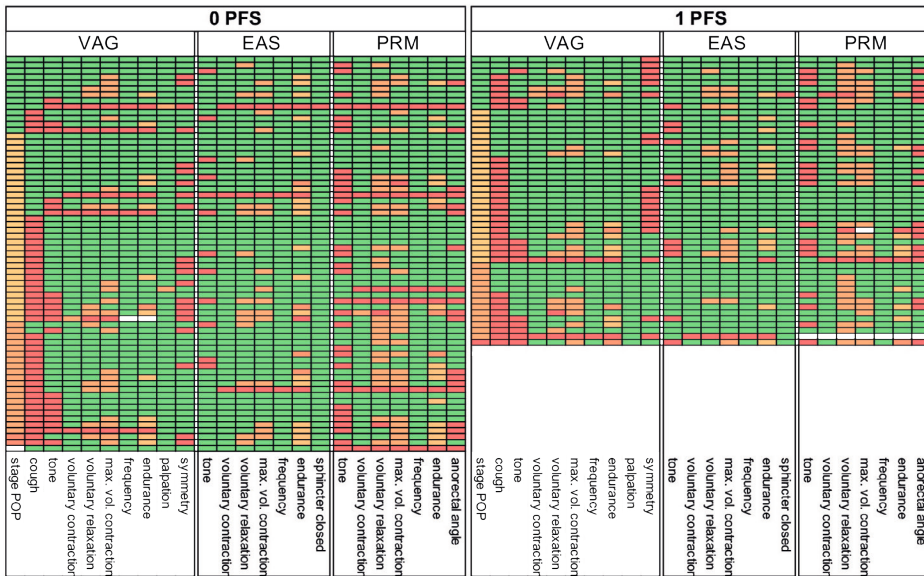 0 PFS
1 PFS
VAG
EAS
PRM
VAG
EAS
PRM
stage POP
cough
tone
voluntary contraction
voluntary relaxation
max. vol. contraction
frequency
endurance
palpation
symmetry
tone
voluntary contraction
voluntary relaxation
max. vol. contraction
frequency
endurance
sphincter closed
tone
voluntary contraction
voluntary relaxation
max. vol. contraction
frequency
endurance
anorectal angle
stage POP
cough
tone
voluntary contraction
voluntary relaxation
max. vol. contraction
frequency
endurance
palpation
symmetry
tone
voluntary contraction
voluntary relaxation
max. vol. contraction
frequency
endurance
sphincter closed
tone
voluntary contraction
voluntary relaxation
max. vol. contraction
frequency
endurance
anorectal angle